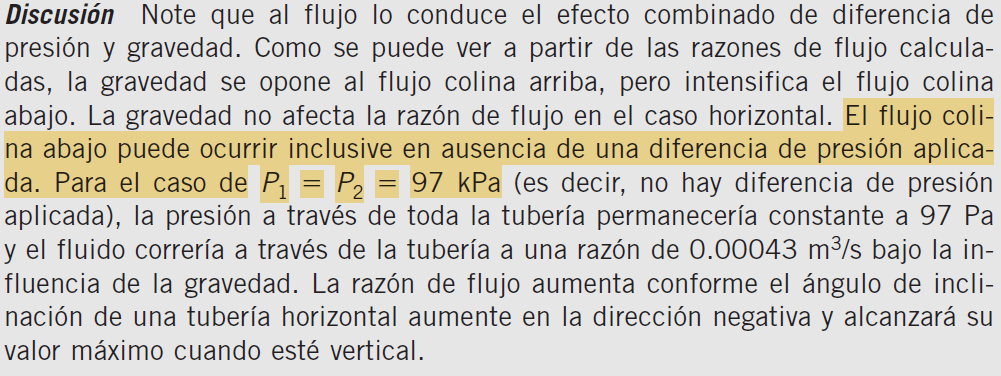 Discusión Note que al flujo lo conduce el efecto combinado de diferencia de
presión y gravedad. Como se puede ver a partir de las razones de flujo calcula-
das, la gravedad se opone al flujo colina arriba, pero intensifica el flujo colina
abajo. La gravedad no afecta la razón de flujo en el caso horizontal. El flujo coli-
na abajo puede ocurrir inclusive en ausencia de una diferencia de presión aplica-
da. Para el caso de P₁ = P₂ = 97 kPa (es decir, no hay diferencia de presión
aplicada), la presión a través de toda la tubería permanecería constante a 97 Pa
y el fluido correría a través de la tubería a una razón de 0.00043 m³/s bajo la in-
fluencia de la gravedad. La razón de flujo aumenta conforme el ángulo de incli-
nación de una tubería horizontal aumente en la dirección negativa y alcanzará su
valor máximo cuando esté vertical.